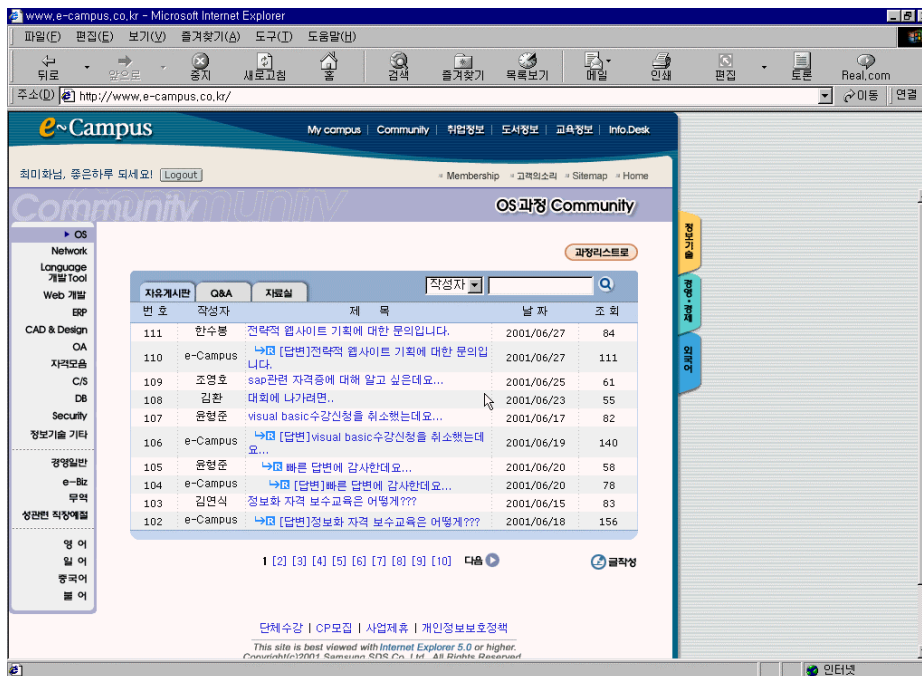 www.e-campus.co.kr - Microsoft Internet Explorer
파일(F) 편집(E) 보기(V) 즐겨찾기(A) 도구(T) 도움말(H)
뒤로 앞으로 중지 새로고침 홈 검색 즐겨찾기 목록보기 메일 인쇄 편집 토론 Real.com
주소(D) http://www.e-campus.co.kr/ 이동 연결
e~Campus My campus | Community | 취업정보 | 도서정보 | 교육정보 | Info.Desk
최미화님, 좋은하루 되세요! Logout Membership 고객의소리 Sitemap Home
Community OS과정 Community
OS
Network
Language
개발Tool
Web 개발
ERP
CAD & Design
OA
자격모음
C/S
DB
Security
정보기술 기타
경영일반
e-Biz
무역
성관련 직장예절
영 어
일 어
중국어
불 어
과정리스트로
자유게시판 Q&A 자료실 작성자
번 호 작성자 제 목 날 짜 조 회
111 한수봉 전략적 웹사이트 기획에 대한 문의입니다. 2001/06/27 84
110 e-Campus R [답변]전략적 웹사이트 기획에 대한 문의입 2001/06/27 111
니다.
109 조영호 sap관련 자격증에 대해 알고 싶은데요... 2001/06/25 61
108 김환 대회에 나가려면.. 2001/06/23 55
107 윤형준 visual basic수강신청을 취소했는데요... 2001/06/17 82
106 e-Campus R [답변]visual basic수강신청을 취소했는데 2001/06/19 140
요...
105 윤형준 R 빠른 답변에 감사한데요... 2001/06/20 58
104 e-Campus R [답변]빠른 답변에 감사한데요... 2001/06/20 78
103 김연식 정보화 자격 보수교육은 어떻게??? 2001/06/15 83
102 e-Campus R [답변]정보화 자격 보수교육은 어떻게??? 2001/06/18 156
1 [2] [3] [4] [5] [6] [7] [8] [9] [10] 다음 글작성
정보기술
경영·경제
외국어
단체수강 | CP모집 | 사업제휴 | 개인정보보호정책
This site is best viewed with Internet Explorer 5.0 or higher.
Copyright(c)2001 Samsung SDS Co., Ltd. All Rights Reserved
인터넷